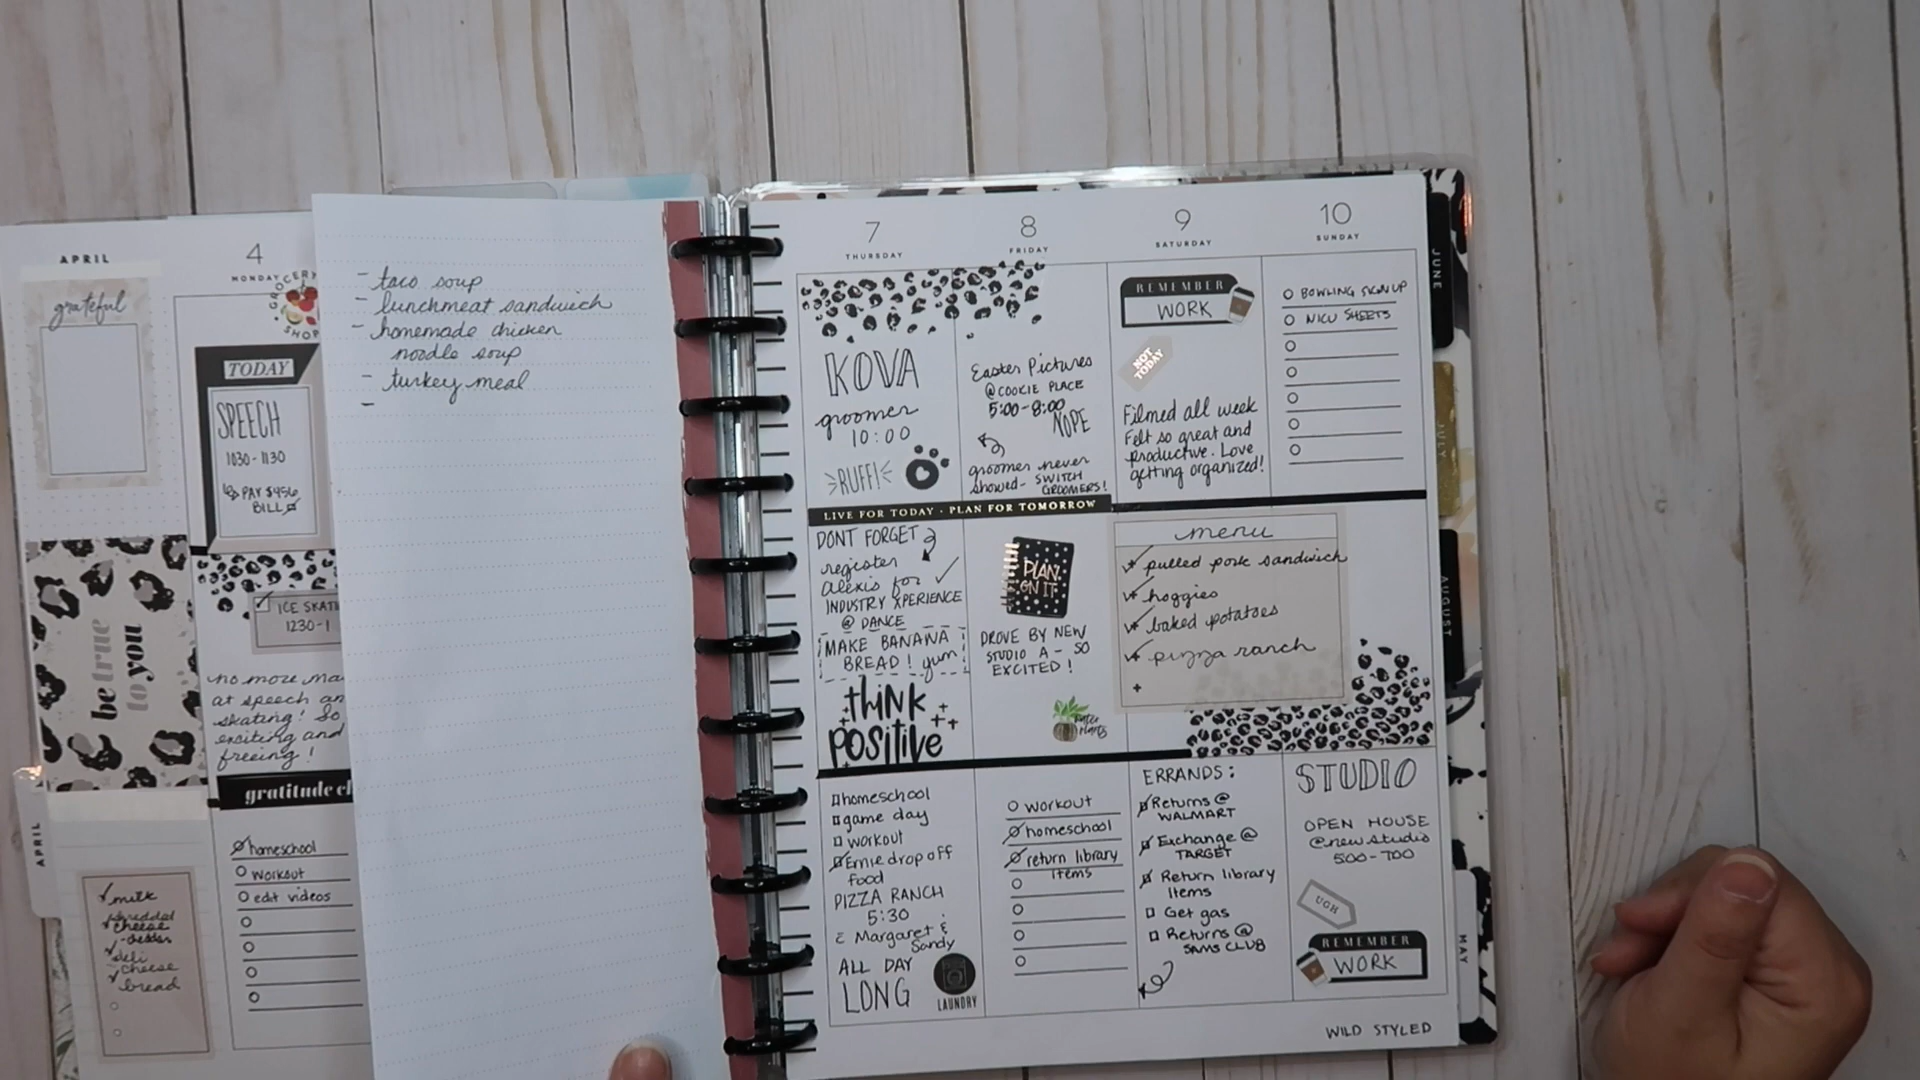 APRIL
grateful
be true
to you
APRIL
milk
shredded
cheese
- cheddar
deli
cheese
bread
4
MONDAY
GROCERY
SHOP
TODAY
SPEECH
1030-1130
PAY $456
BILL
ICE SKATI
1230-1
no more ma
at speech an
skating! So
exciting and
freeing!
gratitude ch
homeschool
workout
edit videos
- taco soup
- lunchmeat sandwich
- homemade chicken
noodle soup
- turkey meal
-
7
THURSDAY
KOVA
groomer
10:00
RUFF!
8
FRIDAY
Easter Pictures
@ COOKIE PLACE
5:00-8:00
NOPE
groomer never
showed- SWITCH
GROOMERS!
9
SATURDAY
REMEMBER
WORK
NOT
TODAY
Filmed all week
Felt so great and
productive. Love
getting organized!
10
SUNDAY
BOWLING SIGN UP
NICU SHEETS
LIVE FOR TODAY · PLAN FOR TOMORROW
DONT FORGET
register
Alexis for
INDUSTRY XPERIENCE
@ DANCE
MAKE BANANA
BREAD! yum
think
positive
PLAN
ON IT
DROVE BY NEW
STUDIO A - SO
EXCITED!
water
plants
menu
pulled pork sandwich
hoggies
baked potatoes
pizza ranch
homeschool
game day
workout
Ernie drop off
food
PIZZA RANCH
5:30
Margaret &
Sandy
ALL DAY
LONG
LAUNDRY
workout
homeschool
return library
items
ERRANDS:
Returns @
WALMART
Exchange @
TARGET
Return library
Items
Get gas
Returns @
SAMS CLUB
STUDIO
OPEN HOUSE
@ new studio
500-700
UGH
REMEMBER
WORK
WILD STYLED
JUNE
JULY
AUGUST
MAY